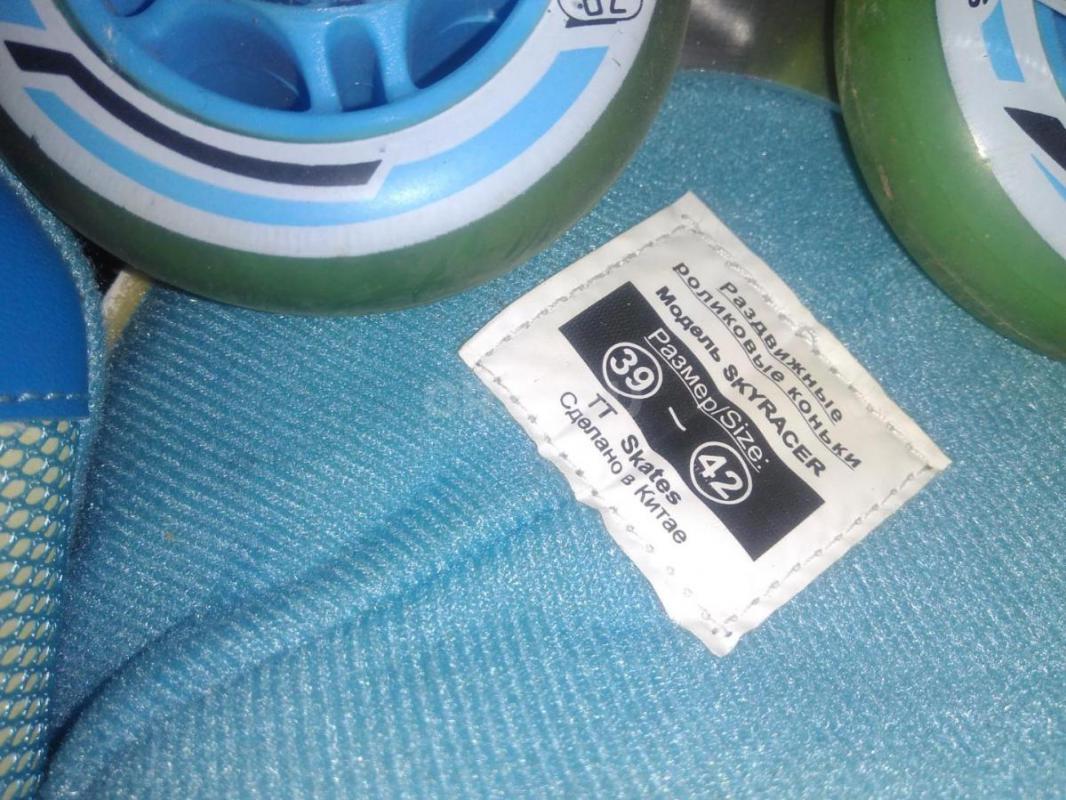 Раздвижные
роликовые коньки
Модель SKYRACER
Размер/Size:
39 ~ 42
TT Skates
Сделано в Китае